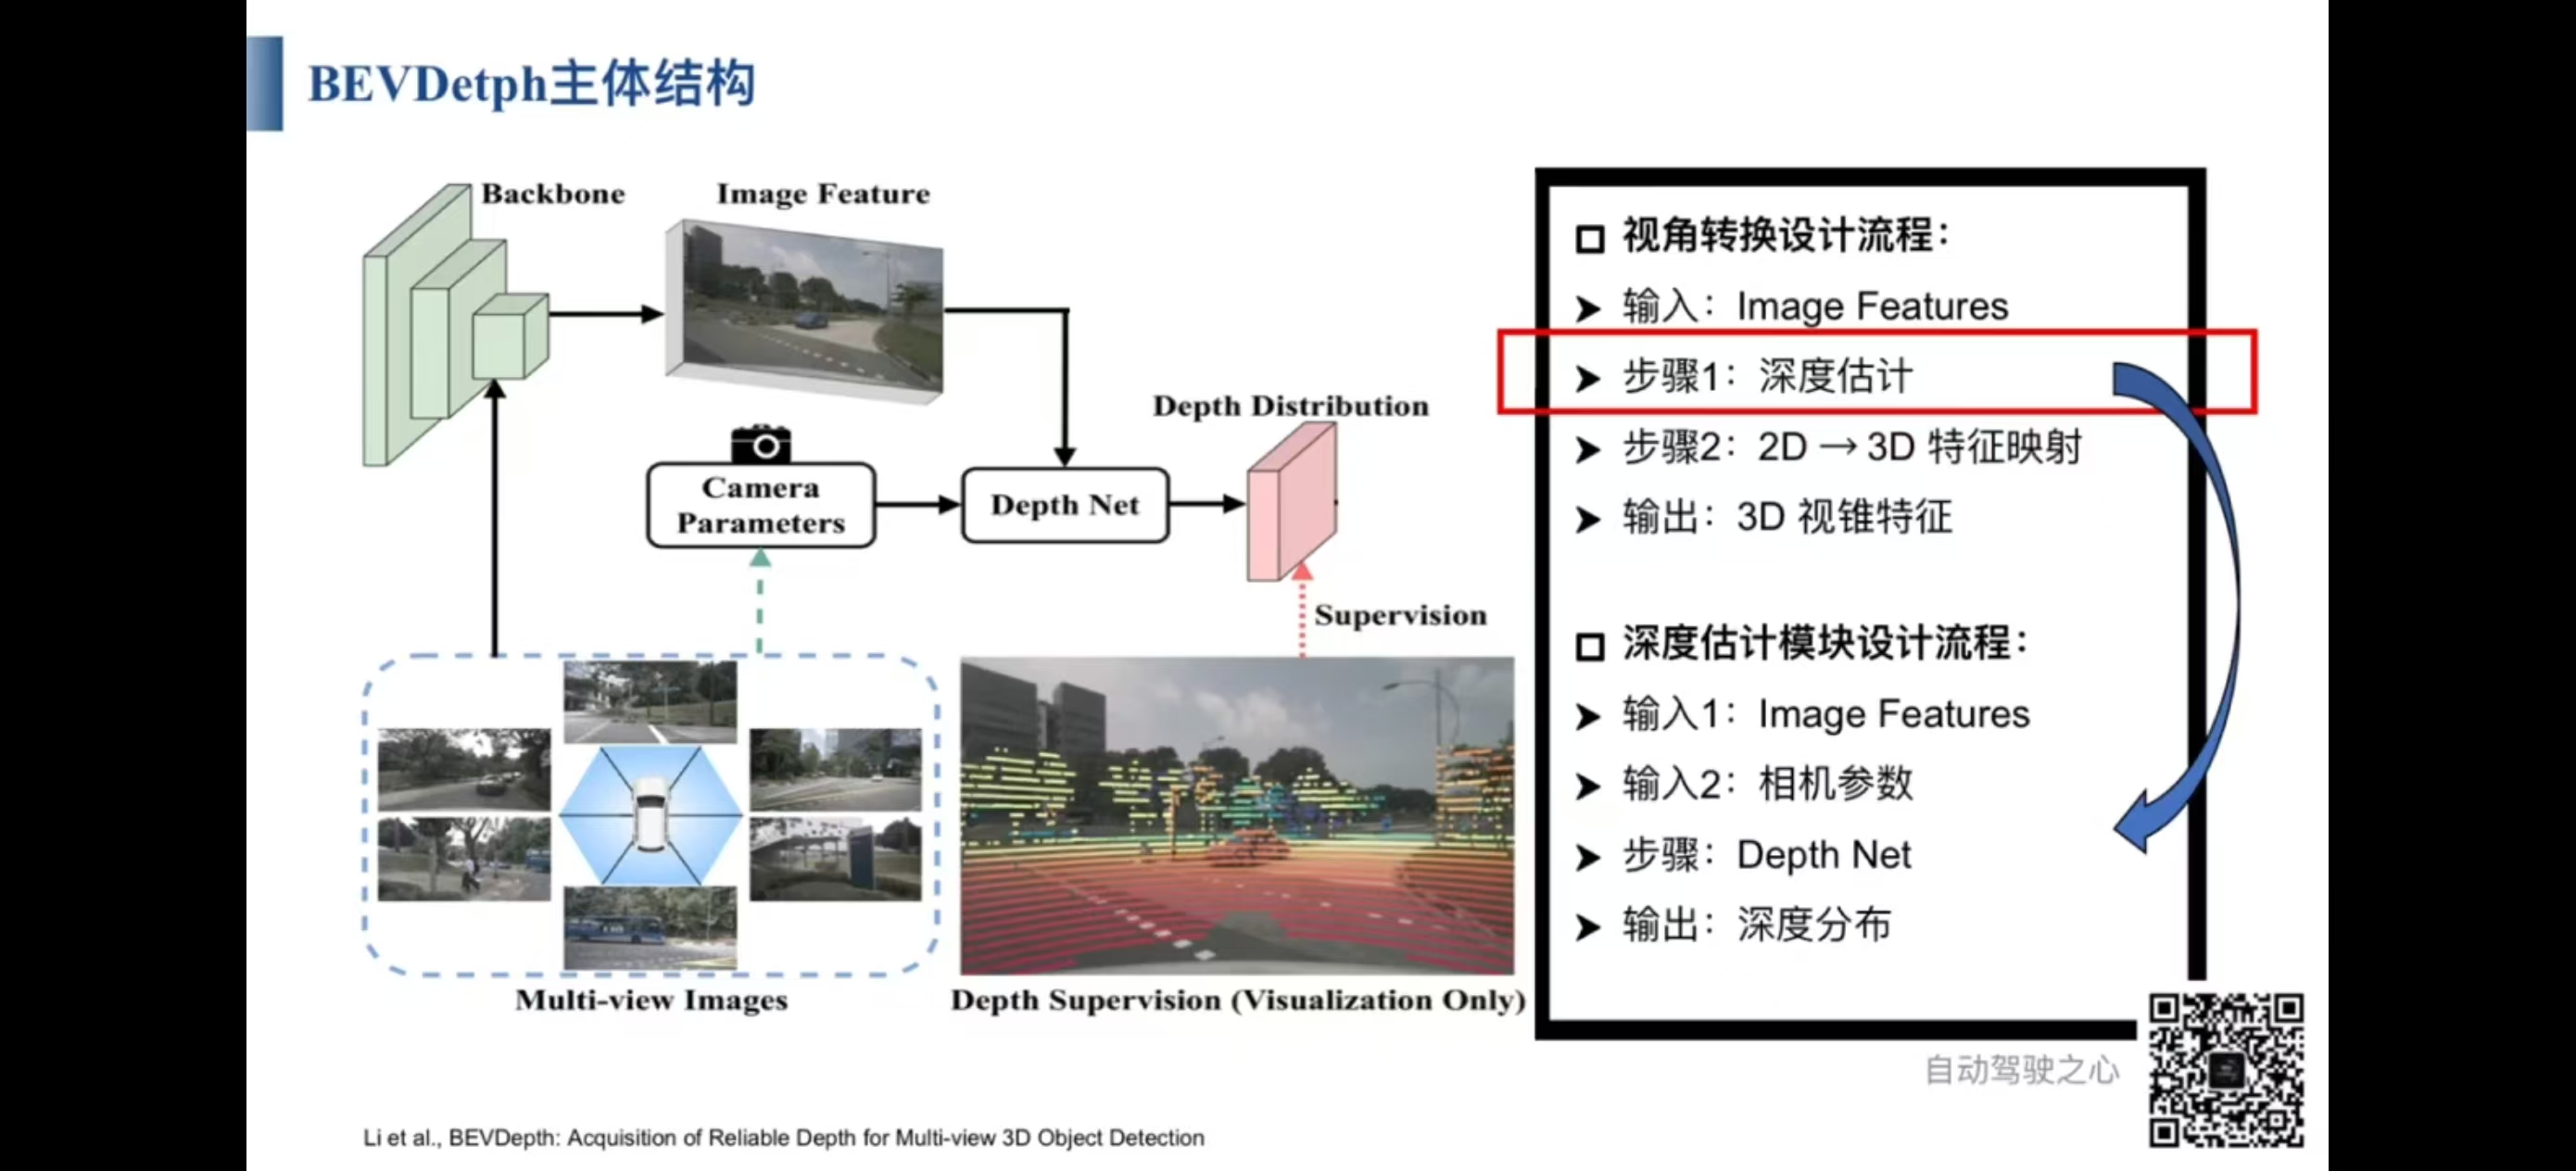 BEVDetph主体结构
Backbone
Image Feature
Depth Distribution
Camera
Parameters
Depth Net
Supervision
Multi-view Images
Depth Supervision (Visualization Only)
视角转换设计流程：
输入：Image Features
步骤1：深度估计
步骤2：2D → 3D 特征映射
输出：3D 视锥特征
深度估计模块设计流程：
输入1：Image Features
输入2：相机参数
步骤：Depth Net
输出：深度分布
自动驾驶之心
Li et al., BEVDepth: Acquisition of Reliable Depth for Multi-view 3D Object Detection